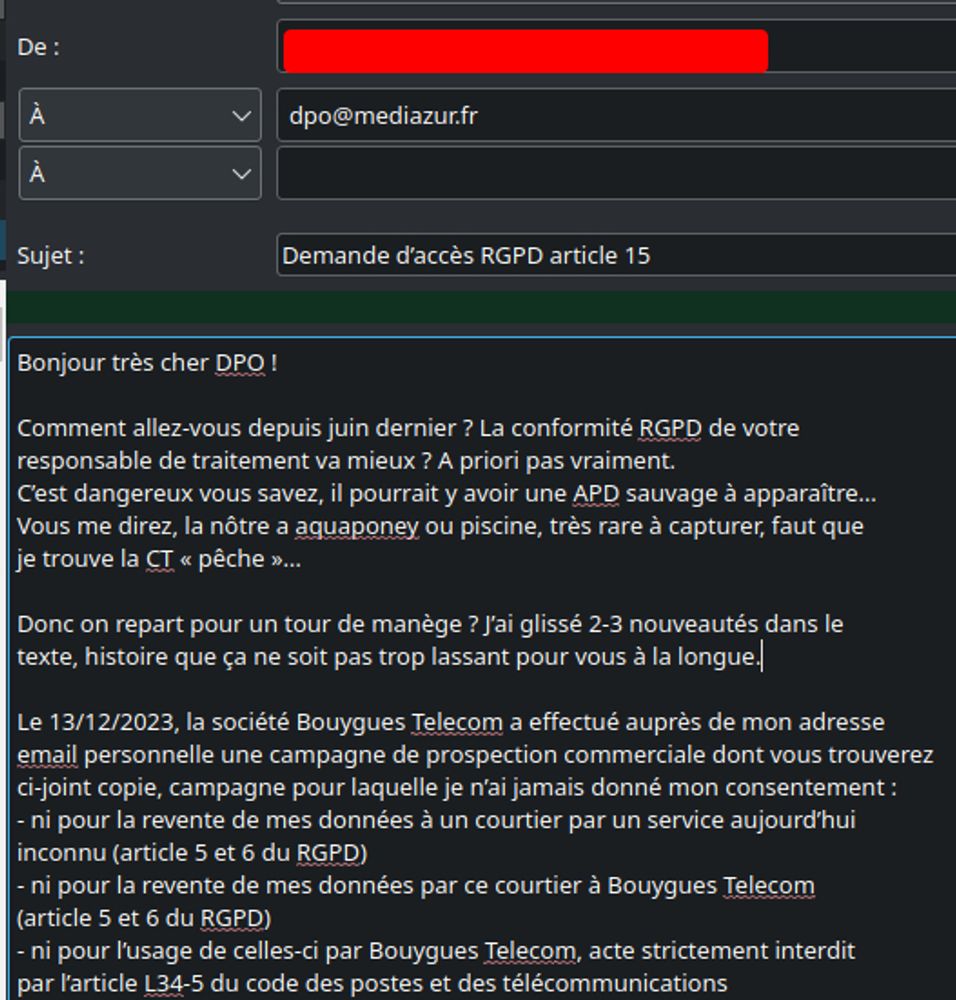 De :
À
dpo@mediazur.fr
À
Sujet :
Demande d’accès RGPD article 15
Bonjour très cher DPO !
Comment allez-vous depuis juin dernier ? La conformité RGPD de votre
responsable de traitement va mieux ? A priori pas vraiment.
C’est dangereux vous savez, il pourrait y avoir une APD sauvage à apparaître…
Vous me direz, la nôtre a aquaponey ou piscine, très rare à capturer, faut que
je trouve la CT « pêche »…
Donc on repart pour un tour de manège ? J’ai glissé 2-3 nouveautés dans le
texte, histoire que ça ne soit pas trop lassant pour vous à la longue.
Le 13/12/2023, la société Bouygues Telecom a effectué auprès de mon adresse
email personnelle une campagne de prospection commerciale dont vous trouverez
ci-joint copie, campagne pour laquelle je n’ai jamais donné mon consentement :
- ni pour la revente de mes données à un courtier par un service aujourd’hui
inconnu (article 5 et 6 du RGPD)
- ni pour la revente de mes données par ce courtier à Bouygues Telecom
(article 5 et 6 du RGPD)
- ni pour l’usage de celles-ci par Bouygues Telecom, acte strictement interdit
par l’article L34-5 du code des postes et des télécommunications